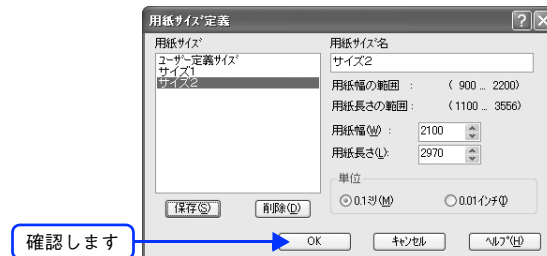 用紙サイズ定義
用紙サイズ
ユーザー定義サイズ
サイズ1
サイズ2
保存(S)
削除(D)
用紙サイズ名
サイズ2
用紙幅の範囲 : ( 900 ... 2200)
用紙長さの範囲 : (1100 ... 3556)
用紙幅(W) : 2100
用紙長さ(L): 2970
単位
0.1ミリ(M) 0.01インチ(I)
確認します
OK キャンセル ヘルプ(H)